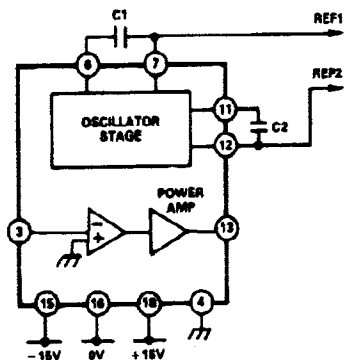 C1
REF1
6
7
REF2
OSCILLATOR
STAGE
11
C2
12
POWER
AMP
3
−
+
13
15
16
18
4
−15V
0V
+15V